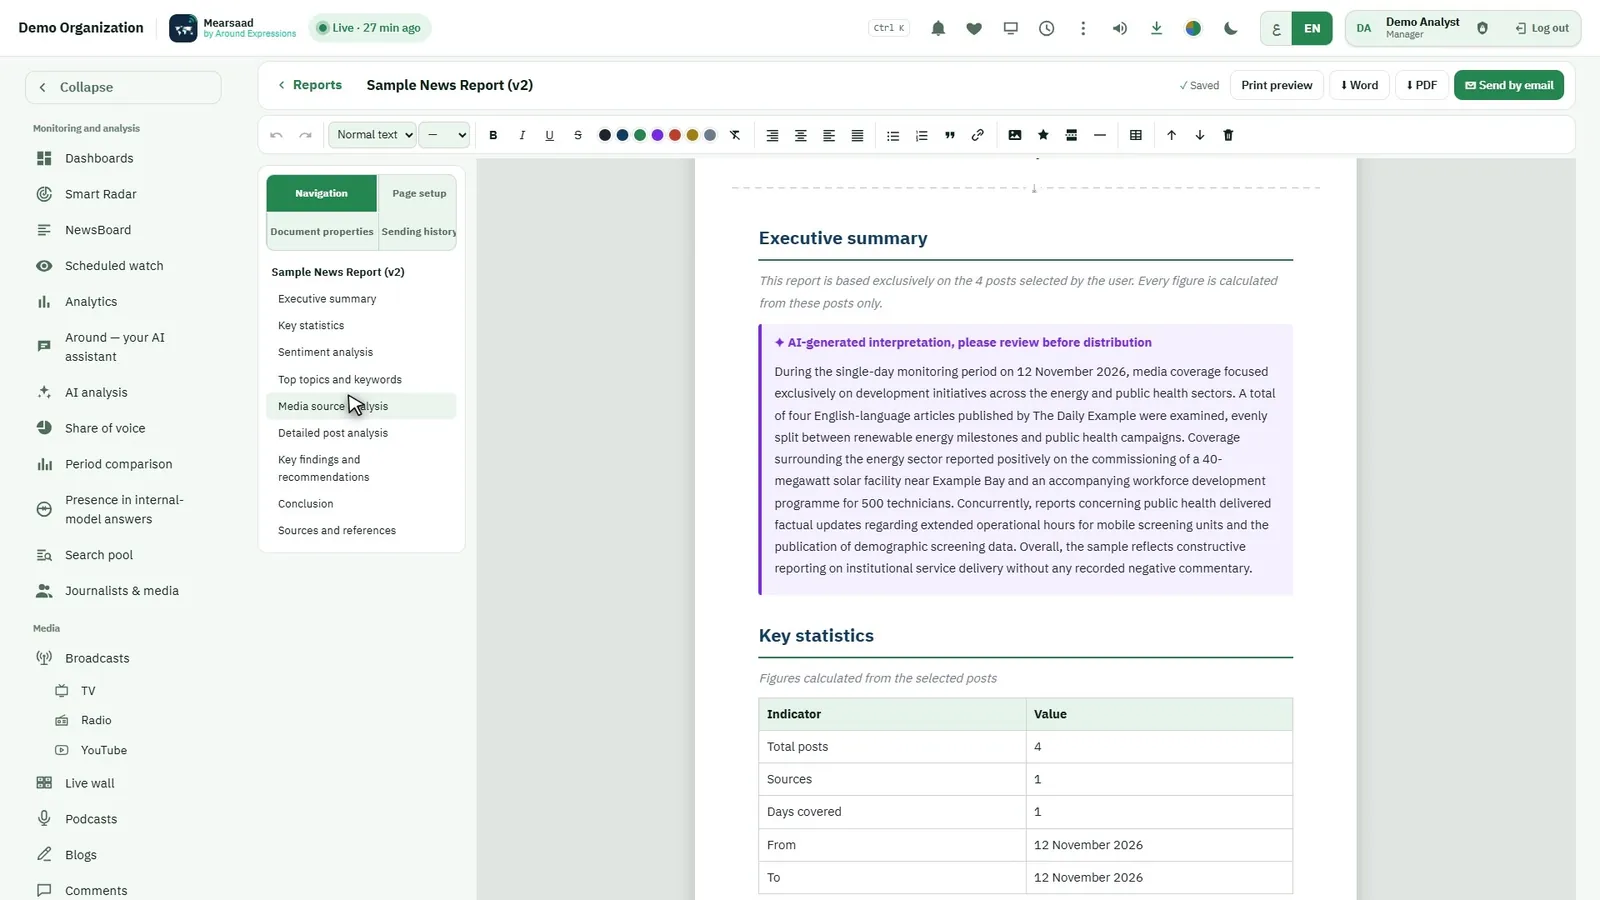 Demo Organization
Mearsaad
by Around Expressions
Live · 27 min ago
Ctrl K
ع
EN
DA
Demo Analyst
Manager
Log out
Collapse
Monitoring and analysis
Dashboards
Smart Radar
NewsBoard
Scheduled watch
Analytics
Around — your AI
assistant
AI analysis
Share of voice
Period comparison
Presence in internal-
model answers
Search pool
Journalists & media
Media
Broadcasts
TV
Radio
YouTube
Live wall
Podcasts
Blogs
Comments
Reports
Sample News Report (v2)
✓ Saved
Print preview
Word
PDF
Send by email
Normal text
—
B
I
U
S
Navigation
Page setup
Document properties
Sending history
Sample News Report (v2)
Executive summary
Key statistics
Sentiment analysis
Top topics and keywords
Media source analysis
Detailed post analysis
Key findings and
recommendations
Conclusion
Sources and references
Executive summary
This report is based exclusively on the 4 posts selected by the user. Every figure is calculated
from these posts only.
✦ AI-generated interpretation, please review before distribution
During the single-day monitoring period on 12 November 2026, media coverage focused
exclusively on development initiatives across the energy and public health sectors. A total
of four English-language articles published by The Daily Example were examined, evenly
split between renewable energy milestones and public health campaigns. Coverage
surrounding the energy sector reported positively on the commissioning of a 40-
megawatt solar facility near Example Bay and an accompanying workforce development
programme for 500 technicians. Concurrently, reports concerning public health delivered
factual updates regarding extended operational hours for mobile screening units and the
publication of demographic screening data. Overall, the sample reflects constructive
reporting on institutional service delivery without any recorded negative commentary.
Key statistics
Figures calculated from the selected posts
Indicator Value
Total posts 4
Sources 1
Days covered 1
From 12 November 2026
To 12 November 2026